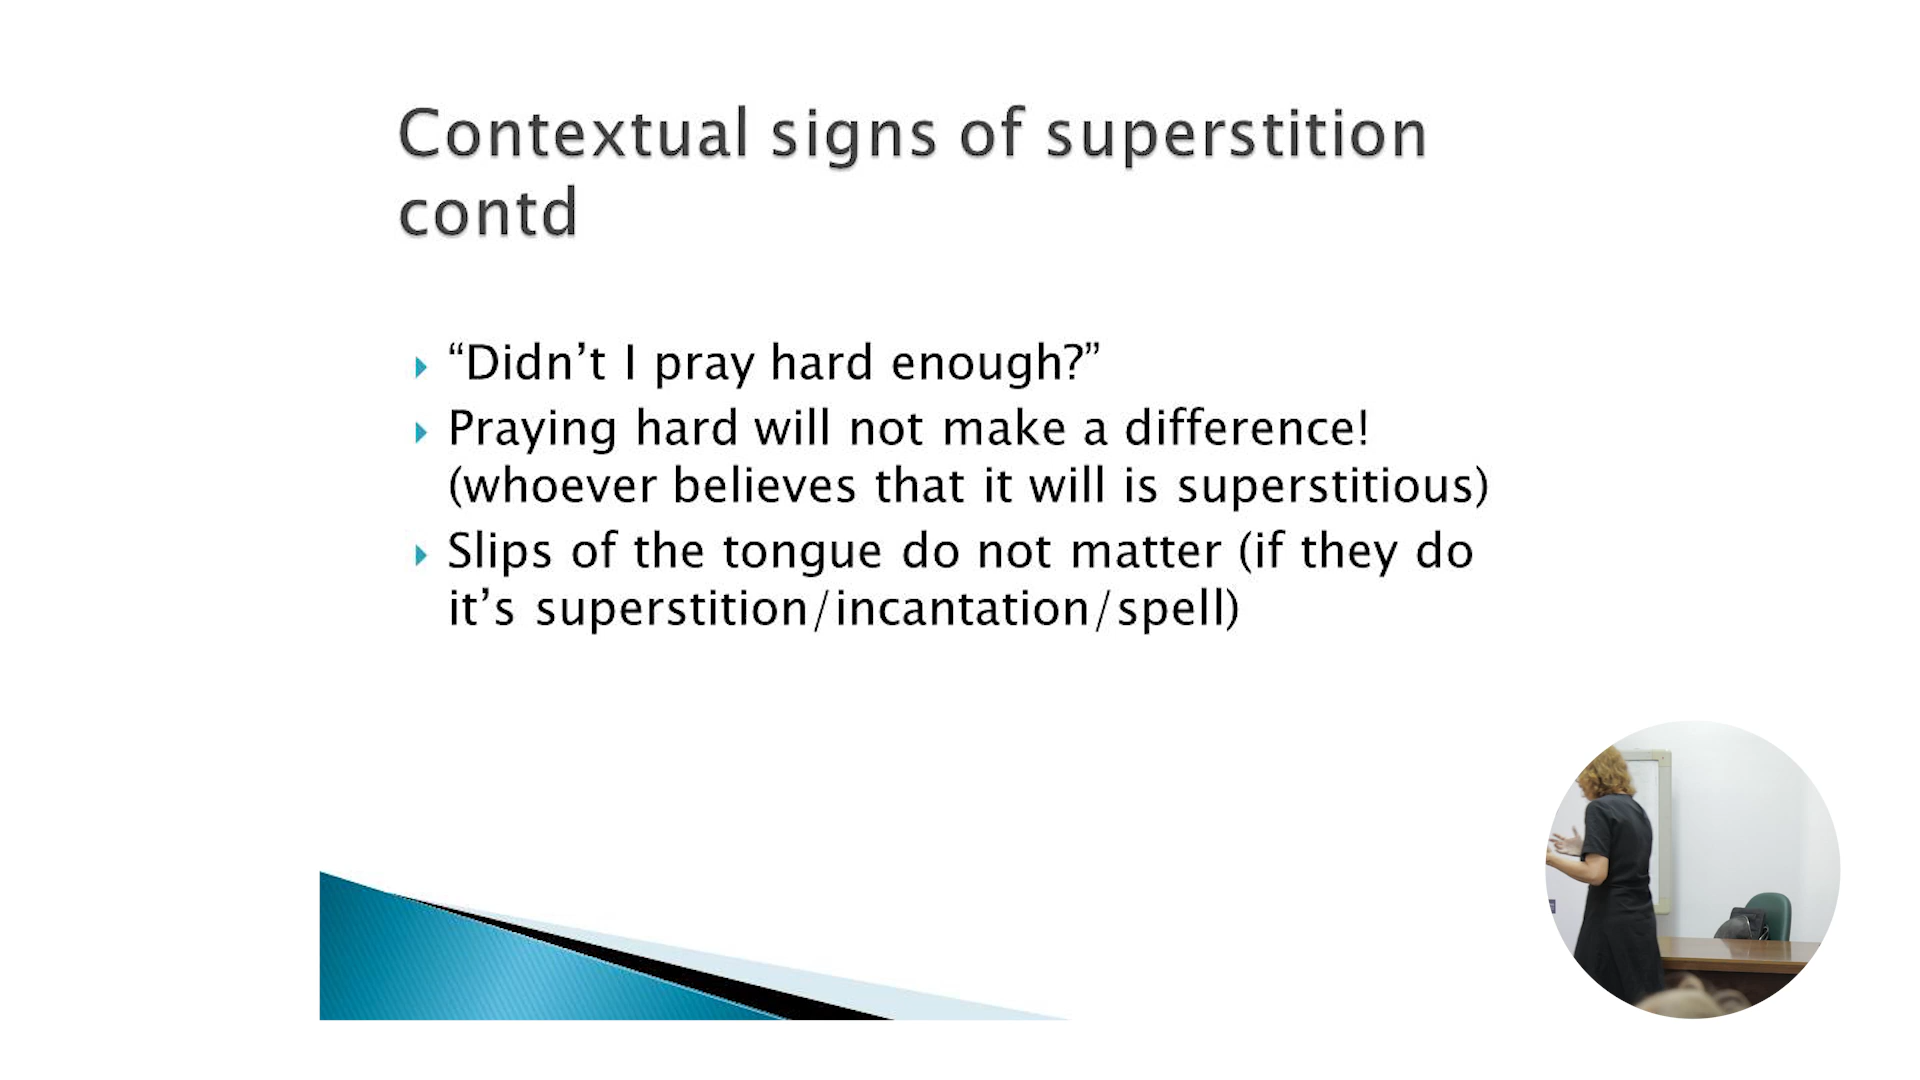 Contextual signs of superstition
contd
“Didn’t I pray hard enough?”
Praying hard will not make a difference!
(whoever believes that it will is superstitious)
Slips of the tongue do not matter (if they do
it’s superstition/incantation/spell)